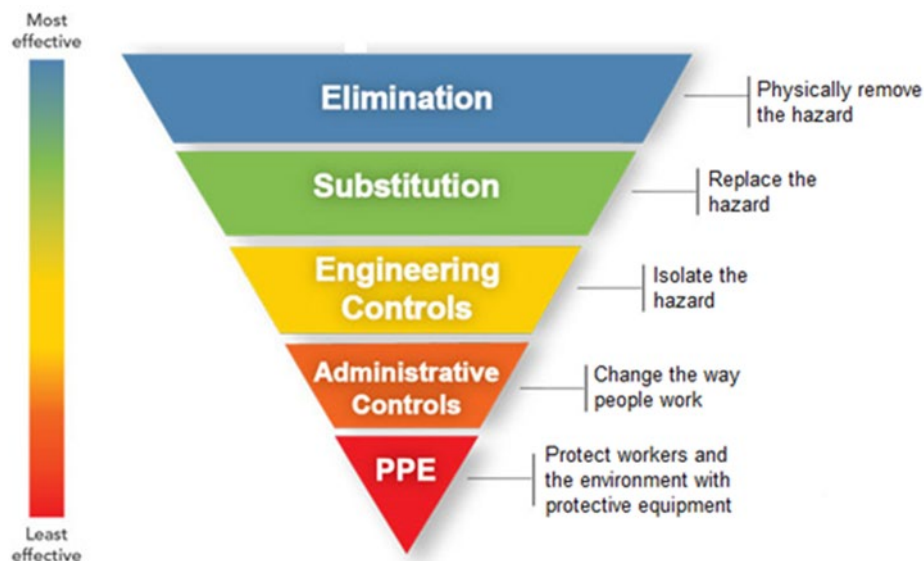 Most
effective
Elimination
Physically remove
the hazard
Substitution
Replace the
hazard
Engineering
Controls
Isolate the
hazard
Administrative
Controls
Change the way
people work
PPE
Protect workers and
the environment with
protective equipment
Least
effective